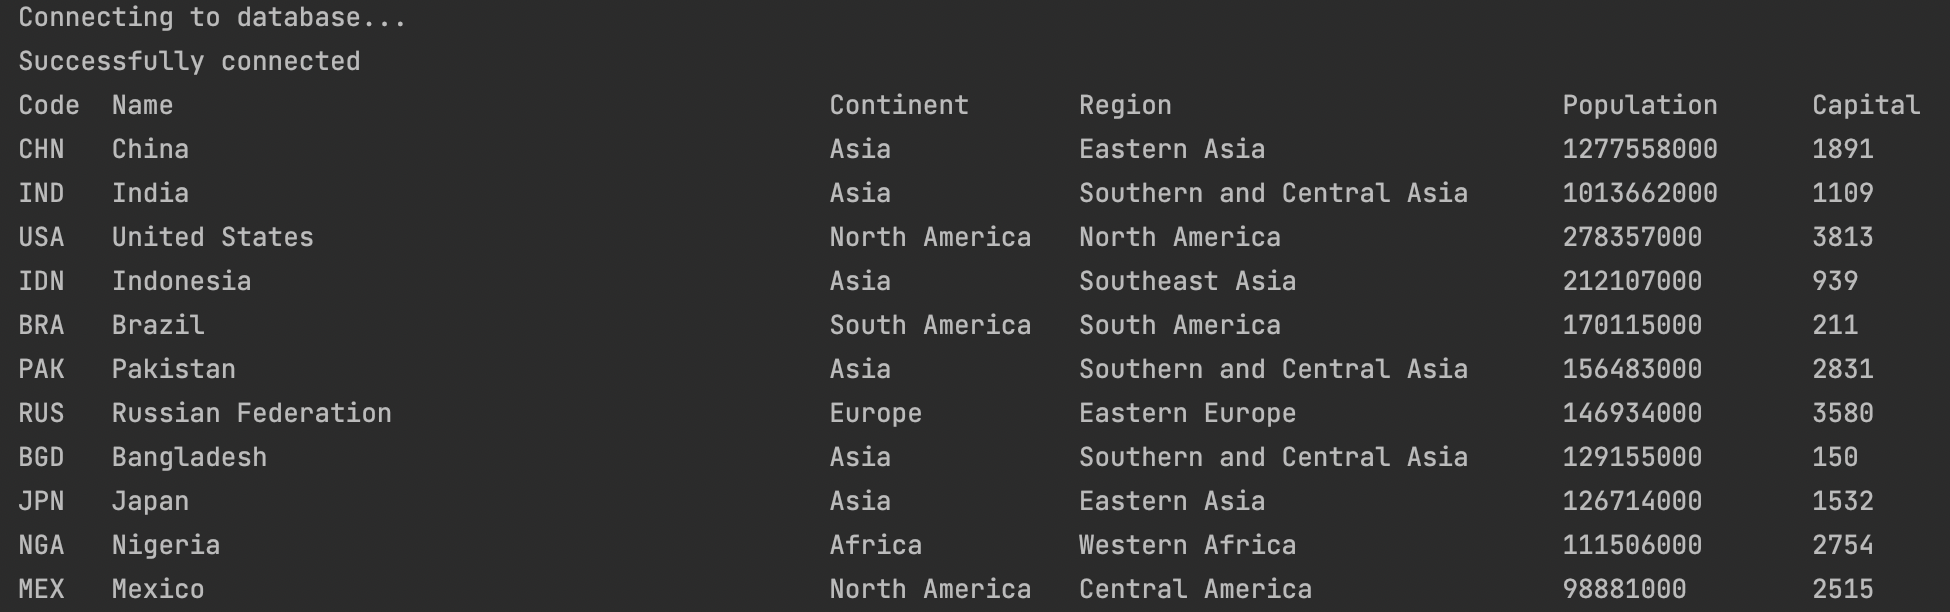 Connecting to database...
Successfully connected
Code Name Continent Region Population Capital
CHN China Asia Eastern Asia 1277558000 1891
IND India Asia Southern and Central Asia 1013662000 1109
USA United States North America North America 278357000 3813
IDN Indonesia Asia Southeast Asia 212107000 939
BRA Brazil South America South America 170115000 211
PAK Pakistan Asia Southern and Central Asia 156483000 2831
RUS Russian Federation Europe Eastern Europe 146934000 3580
BGD Bangladesh Asia Southern and Central Asia 129155000 150
JPN Japan Asia Eastern Asia 126714000 1532
NGA Nigeria Africa Western Africa 111506000 2754
MEX Mexico North America Central America 98881000 2515